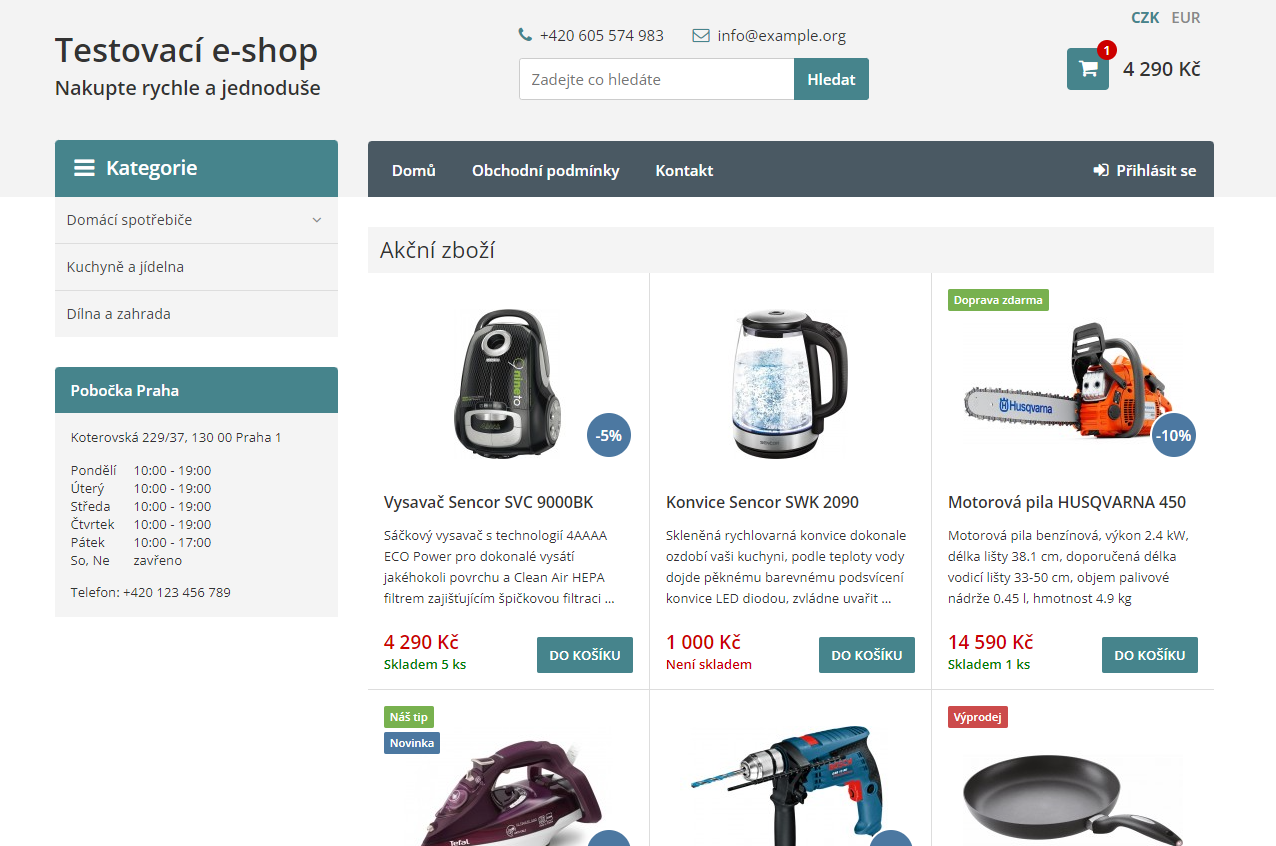 CZK EUR
Testovací e-shop
Nakupte rychle a jednoduše
+420 605 574 983 info@example.org
Zadejte co hledáte Hledat
1
4 290 Kč
Kategorie
Domácí spotřebiče
Kuchyně a jídelna
Dílna a zahrada
Pobočka Praha
Koterovská 229/37, 130 00 Praha 1
Pondělí 10:00 - 19:00
Úterý 10:00 - 19:00
Středa 10:00 - 19:00
Čtvrtek 10:00 - 19:00
Pátek 10:00 - 17:00
So, Ne zavřeno
Telefon: +420 123 456 789
Domů Obchodní podmínky Kontakt Přihlásit se
Akční zboží
-5%
Vysavač Sencor SVC 9000BK
Sáčkový vysavač s technologií 4AAAA
ECO Power pro dokonalé vysátí
jakéhokoli povrchu a Clean Air HEPA
filtrem zajišťujícím špičkovou filtraci ...
4 290 Kč
Skladem 5 ks
DO KOŠÍKU
SENCOR
Konvice Sencor SWK 2090
Skleněná rychlovarná konvice dokonale
ozdobí vaši kuchyni, podle teploty vody
dojde pěknému barevnému podsvícení
konvice LED diodou, zvládne uvařit ...
1 000 Kč
Není skladem
DO KOŠÍKU
Doprava zdarma
Husqvarna
-10%
Motorová pila HUSQVARNA 450
Motorová pila benzínová, výkon 2.4 kW,
délka lišty 38.1 cm, doporučená délka
vodicí lišty 33-50 cm, objem palivové
nádrže 0.45 l, hmotnost 4.9 kg
14 590 Kč
Skladem 1 ks
DO KOŠÍKU
Náš tip
Novinka
Tefal
BOSCH
Výprodej